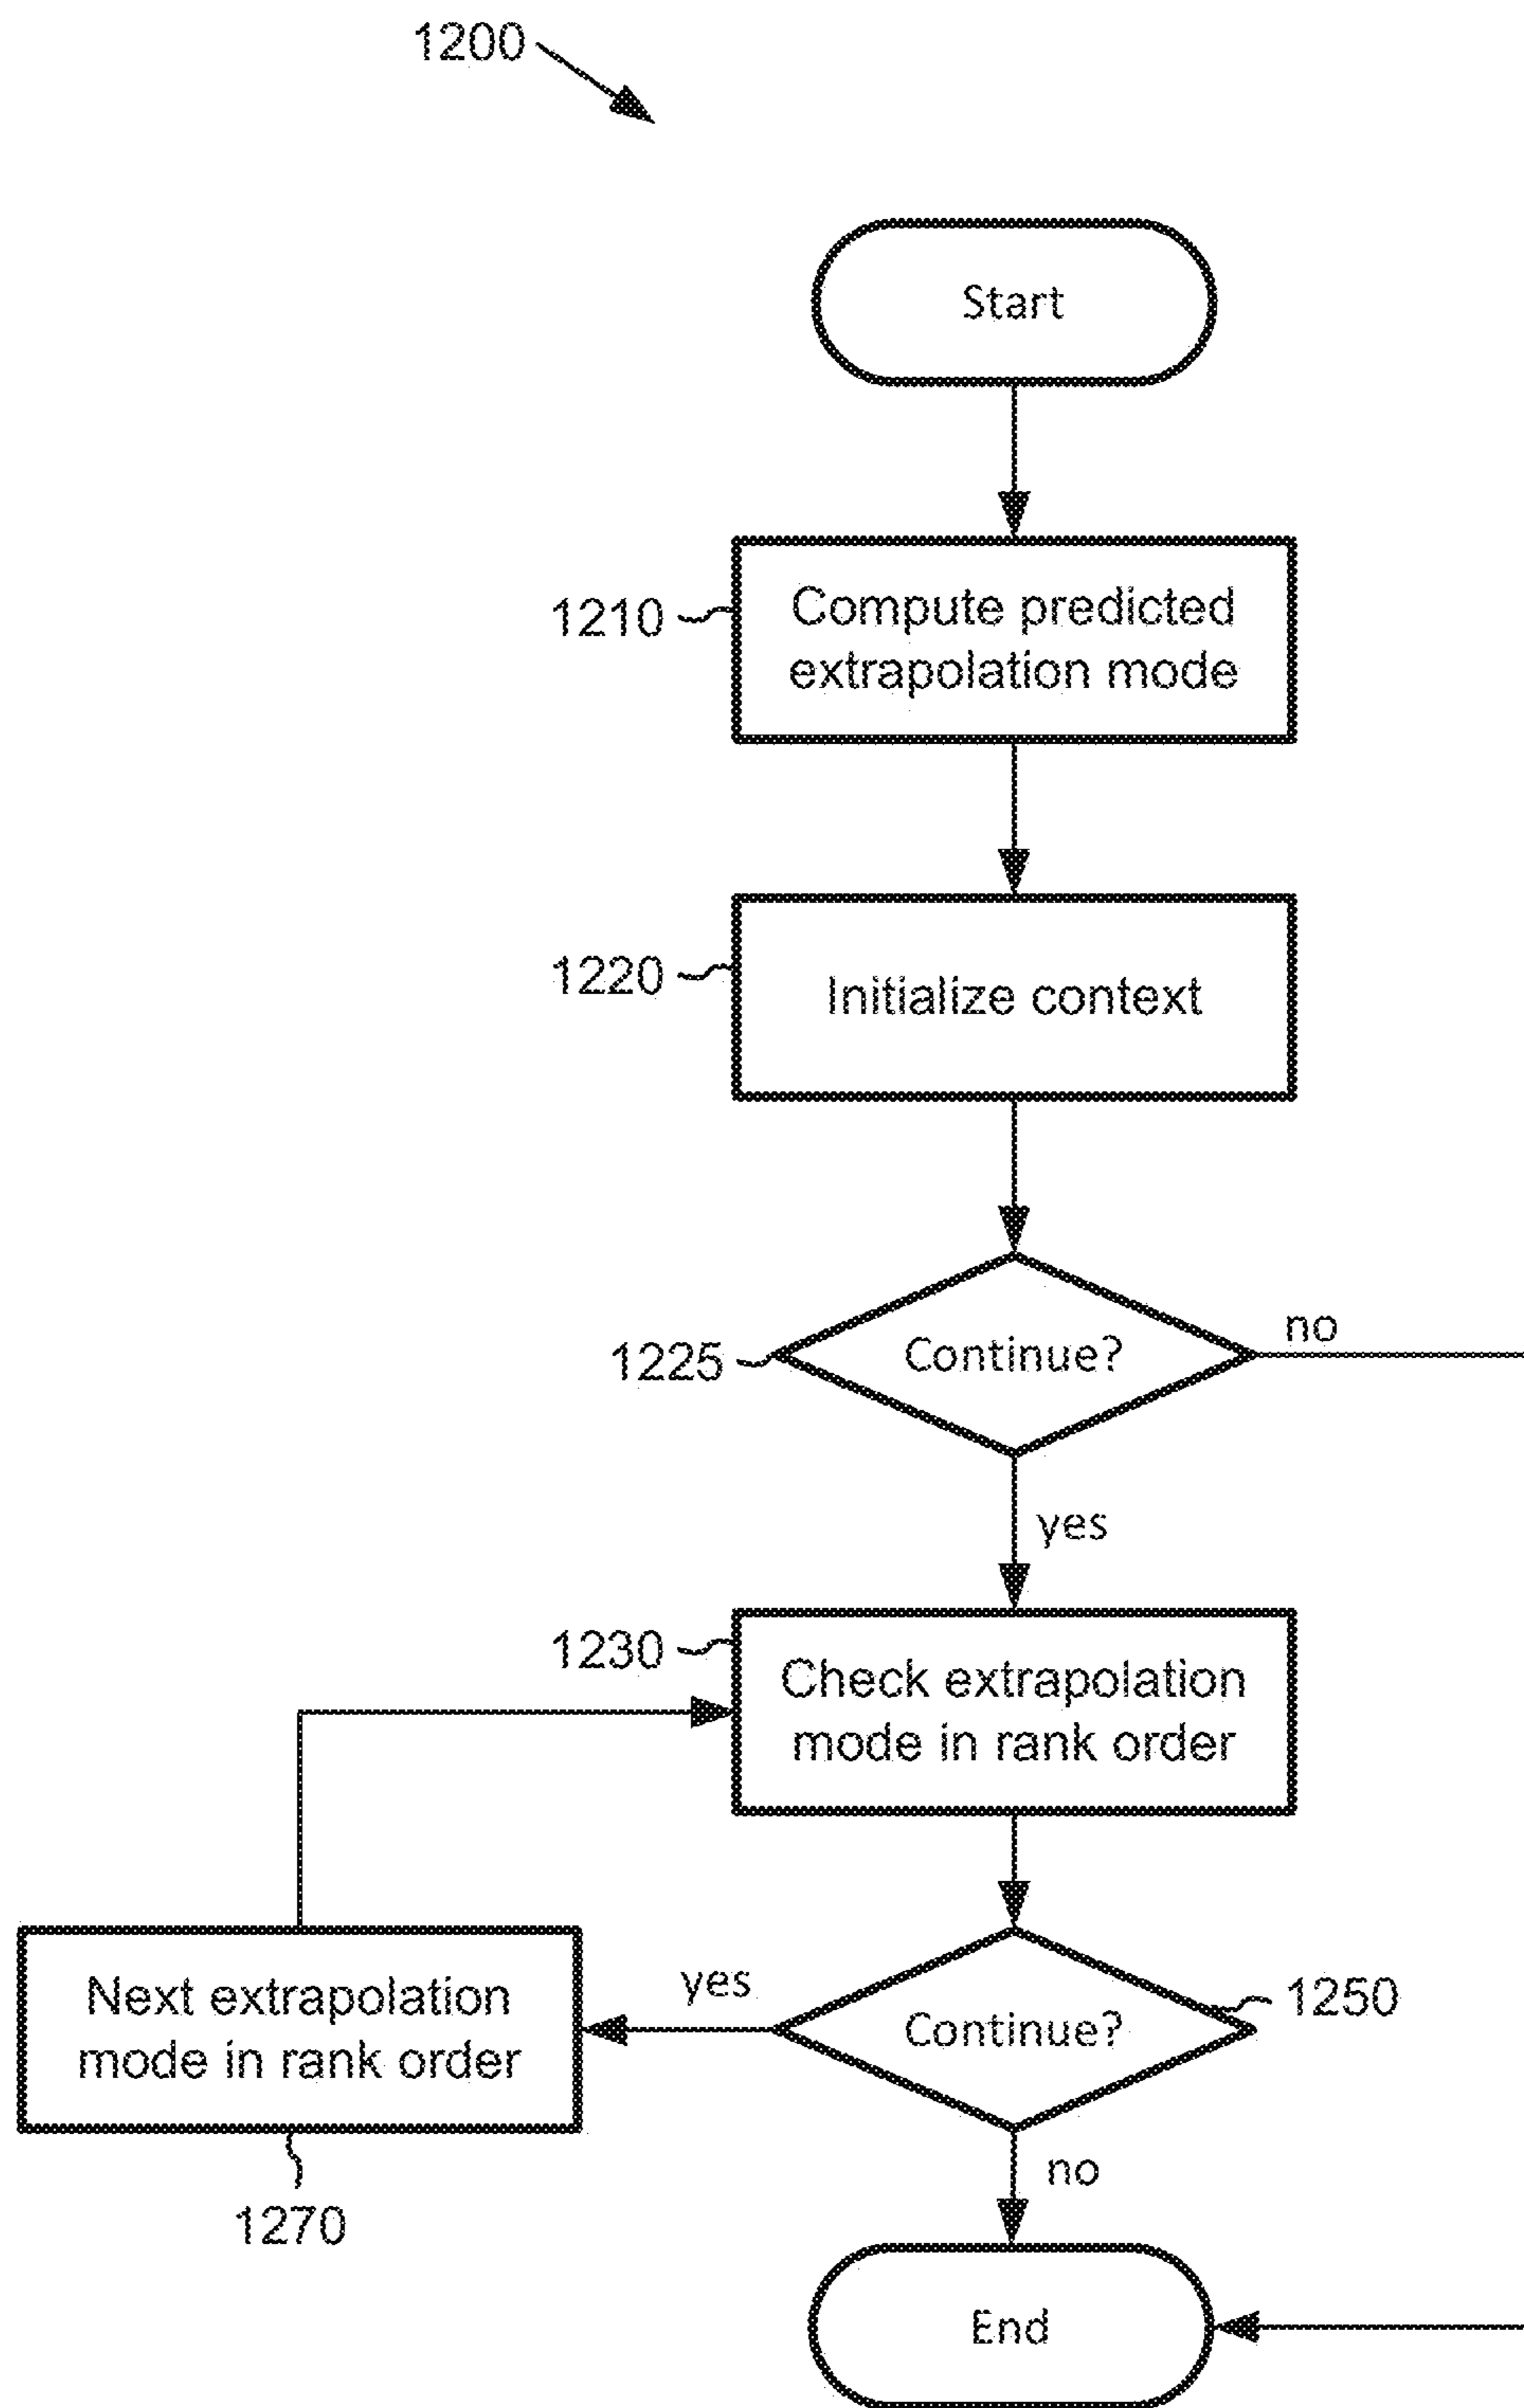 1200
Start
1210
Compute predicted
extrapolation mode
1220
Initialize context
1225
Continue?
no
yes
1230
Check extrapolation
mode in rank order
Next extrapolation
mode in rank order
yes
Continue?
1250
1270
no
End